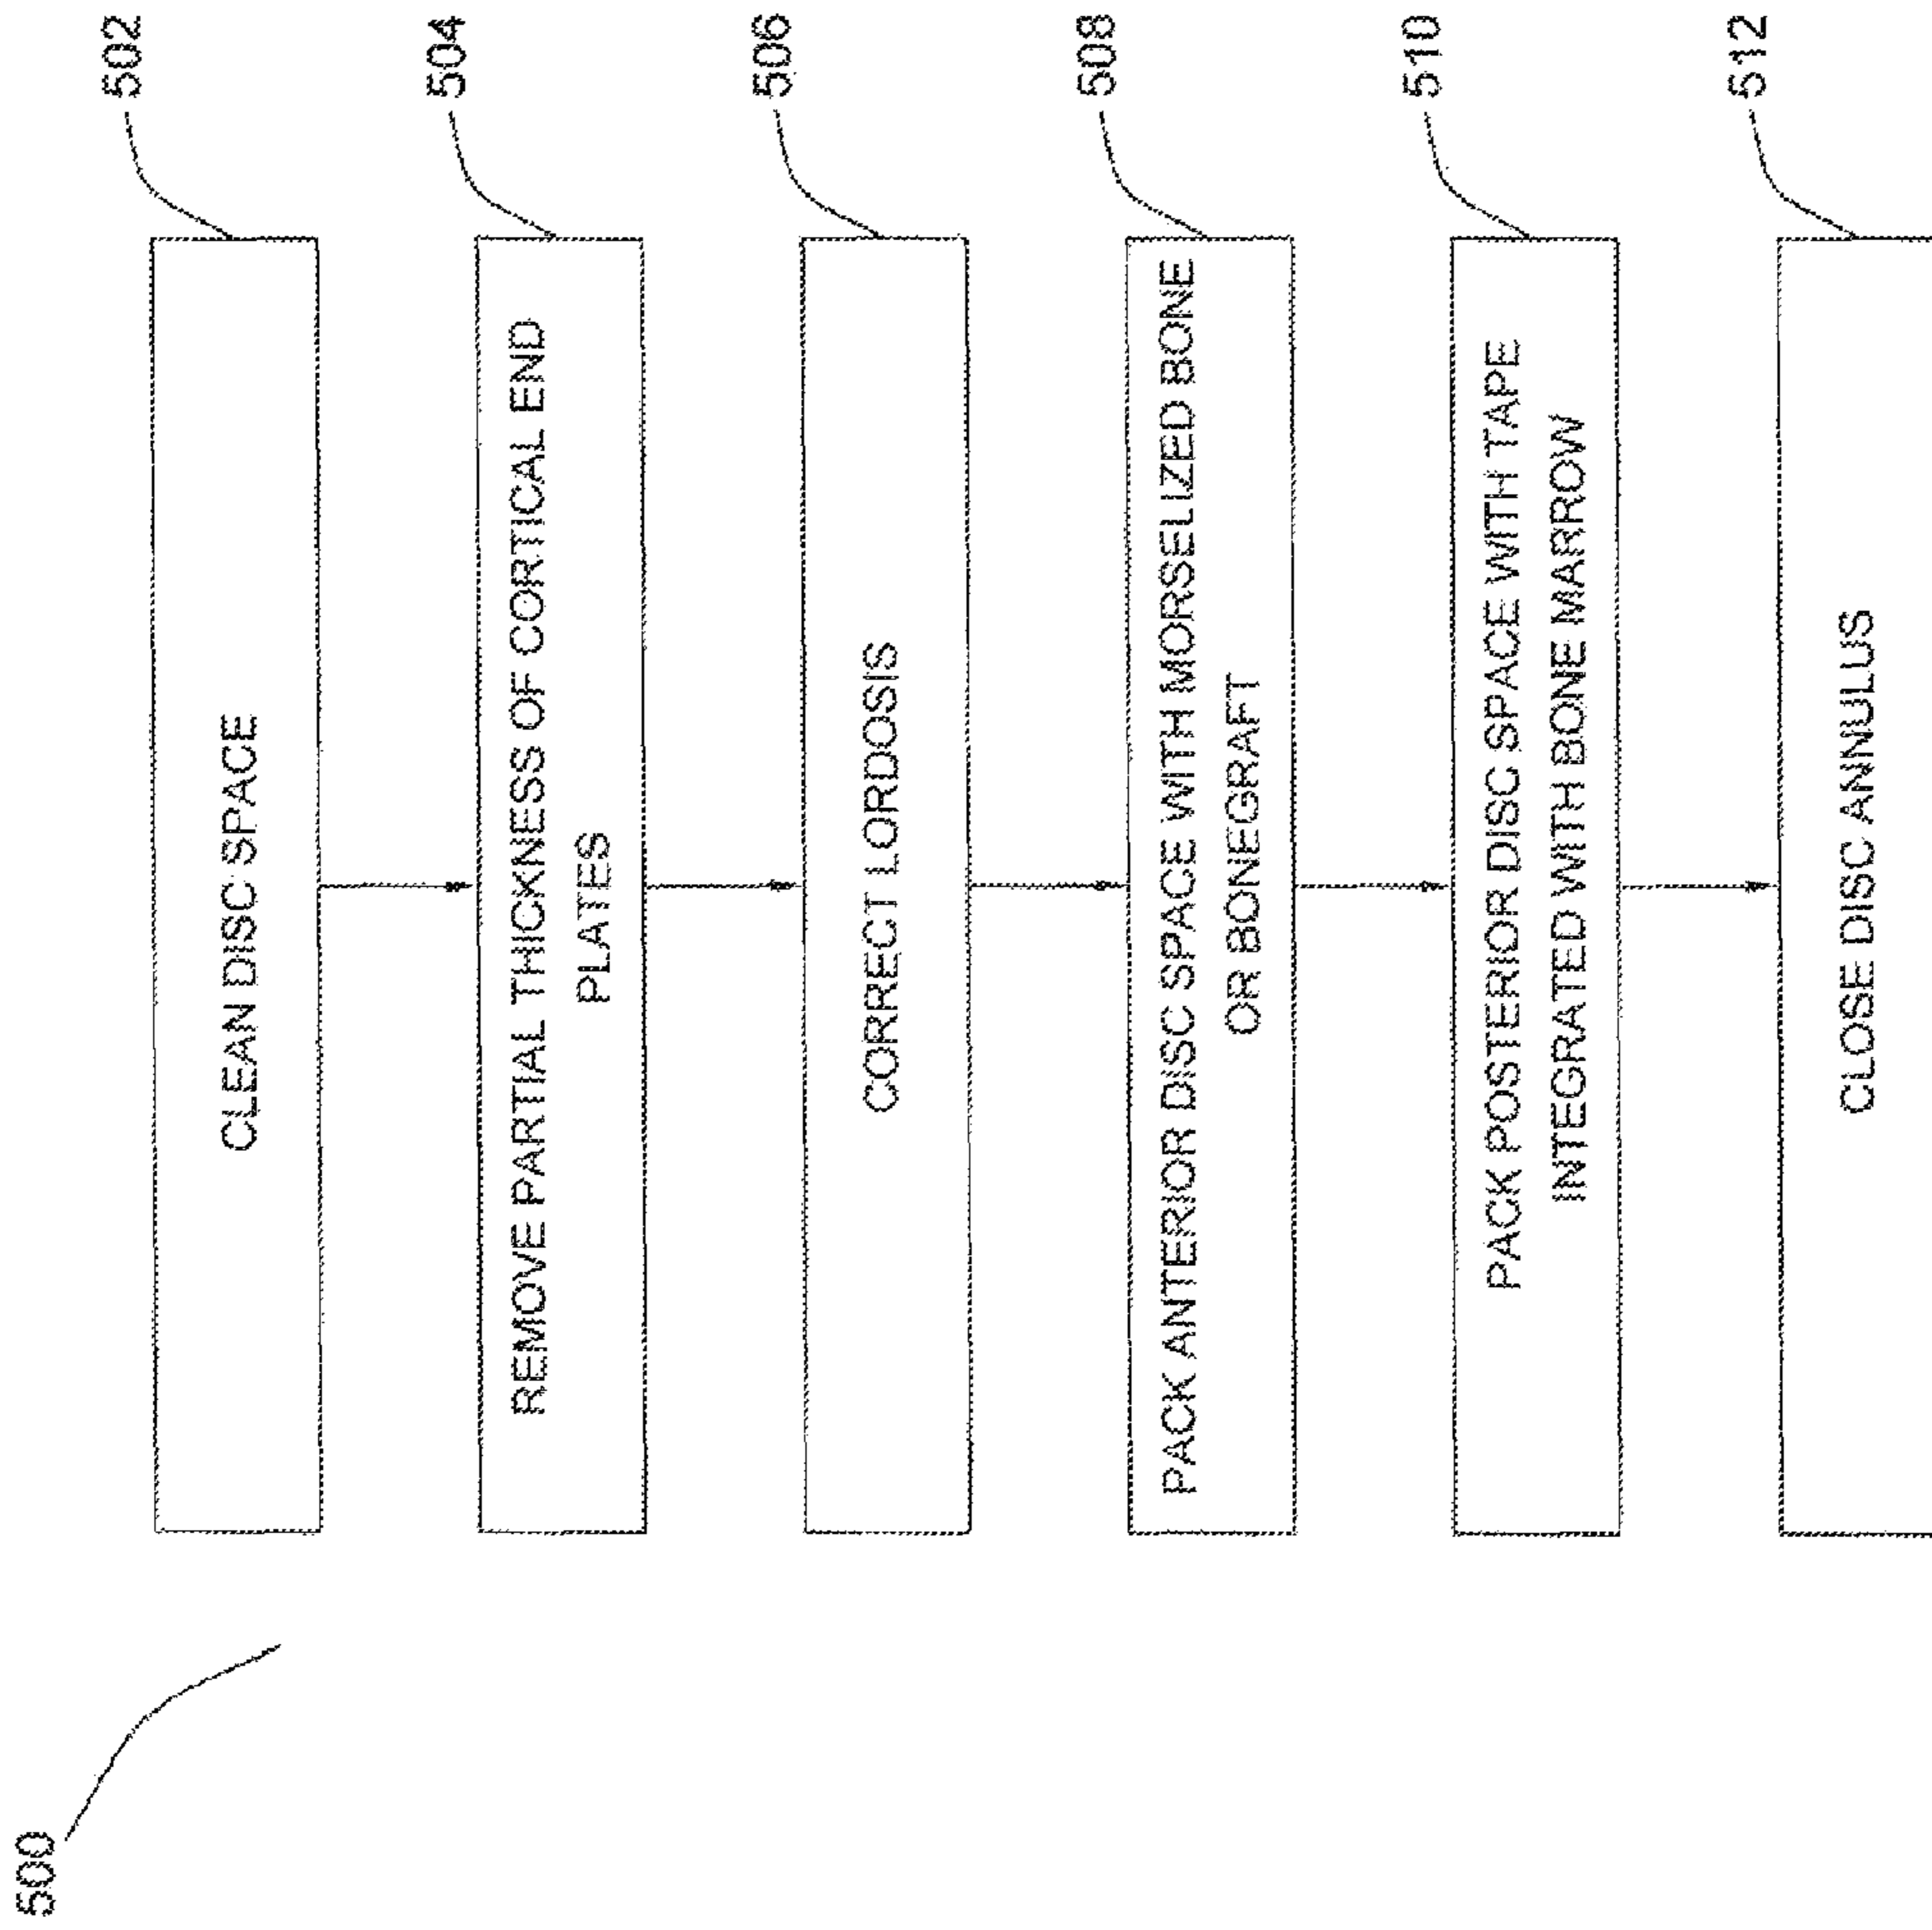 500
CLEAN DISC SPACE
502
REMOVE PARTIAL THICKNESS OF CORTICAL END
PLATES
504
CORRECT LORDOSIS
506
PACK ANTERIOR DISC SPACE WITH MORSELIZED BONE
OR BONEGRAFT
508
PACK POSTERIOR DISC SPACE WITH TAPE
INTEGRATED WITH BONE MARROW
510
CLOSE DISC ANNULUS
512